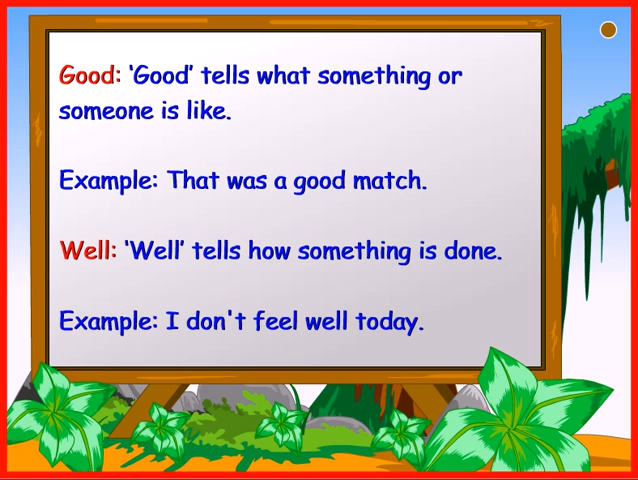 Good: ‘Good’ tells what something or
someone is like.
Example: That was a good match.
Well: ‘Well’ tells how something is done.
Example: I don't feel well today.